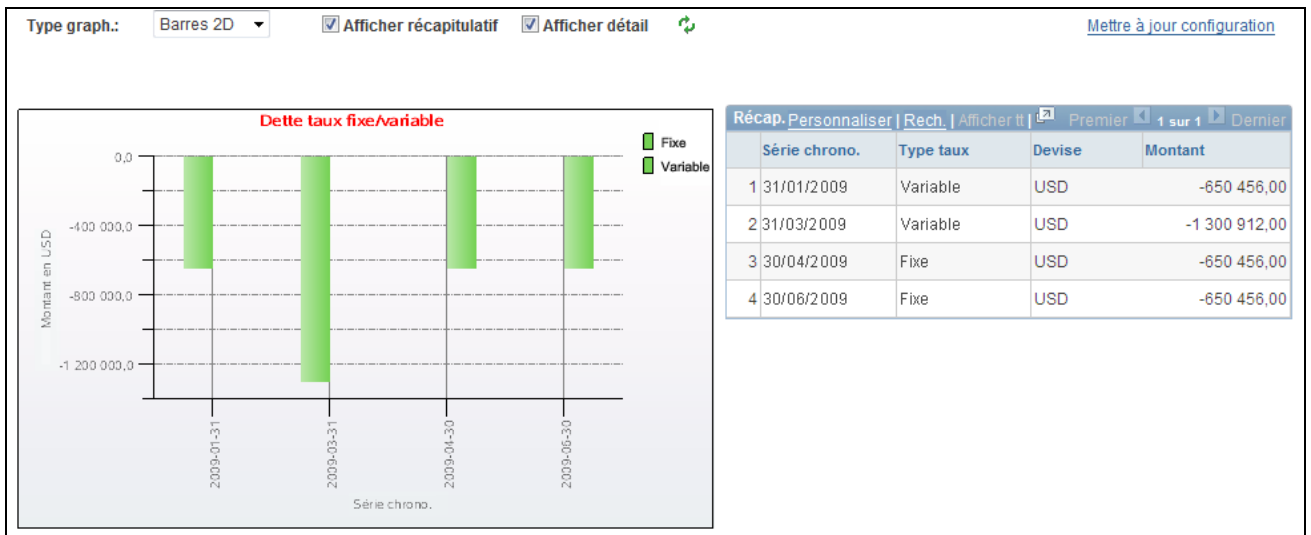 Type graph.: Barres 2D Afficher récapitulatif Afficher détail Mettre à jour configuration
Dette taux fixe/variable
Fixe
Variable
0,0
-400 000,0
-800 000,0
-1 200 000,0
Montant en USD
2009-01-31
2009-03-31
2009-04-30
2009-06-30
Série chrono.
Récap. Personnaliser | Rech. | Afficher tt | Premier 1 sur 1 Dernier
Série chrono. Type taux Devise Montant
1 31/01/2009 Variable USD -650 456,00
2 31/03/2009 Variable USD -1 300 912,00
3 30/04/2009 Fixe USD -650 456,00
4 30/06/2009 Fixe USD -650 456,00